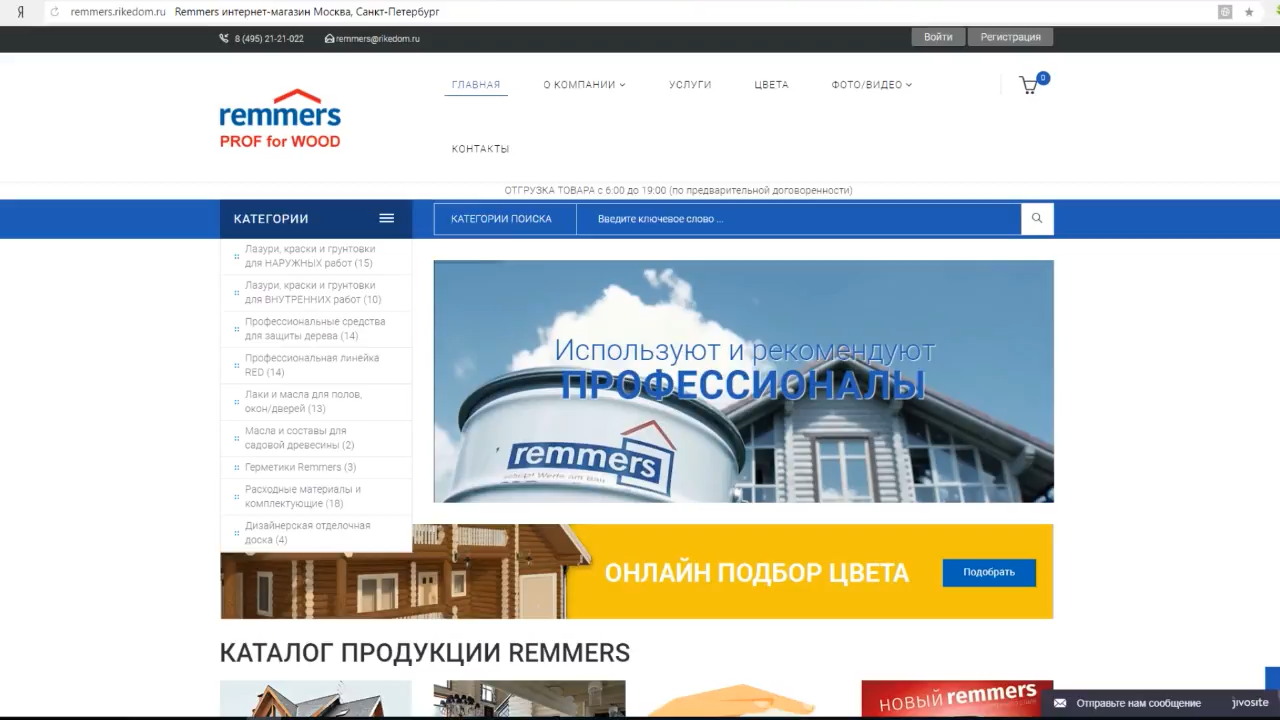 Я
remmers.rikedom.ru Remmers интернет-магазин Москва, Санкт-Петербург
8 (495) 21-21-022 remmers@rikedom.ru Войти Регистрация
remmers
PROF for WOOD
ГЛАВНАЯ О КОМПАНИИ УСЛУГИ ЦВЕТА ФОТО/ВИДЕО 0
КОНТАКТЫ
ОТГРУЗКА ТОВАРА с 6:00 до 19:00 (по предварительной договоренности)
КАТЕГОРИИ КАТЕГОРИИ ПОИСКА Введите ключевое слово ...
Лазури, краски и грунтовки
для НАРУЖНЫХ работ (15)
Лазури, краски и грунтовки
для ВНУТРЕННИХ работ (10)
Профессиональные средства
для защиты дерева (14)
Профессиональная линейка
RED (14)
Лаки и масла для полов,
окон/дверей (13)
Масла и составы для
садовой древесины (2)
Герметики Remmers (3)
Расходные материалы и
комплектующие (18)
Дизайнерская отделочная
доска (4)
Используют и рекомендуют
ПРОФЕССИОНАЛЫ
remmers
ОНЛАЙН ПОДБОР ЦВЕТА Подобрать
КАТАЛОГ ПРОДУКЦИИ REMMERS
НОВЫЙ remmers
Отправьте нам сообщение jivosite